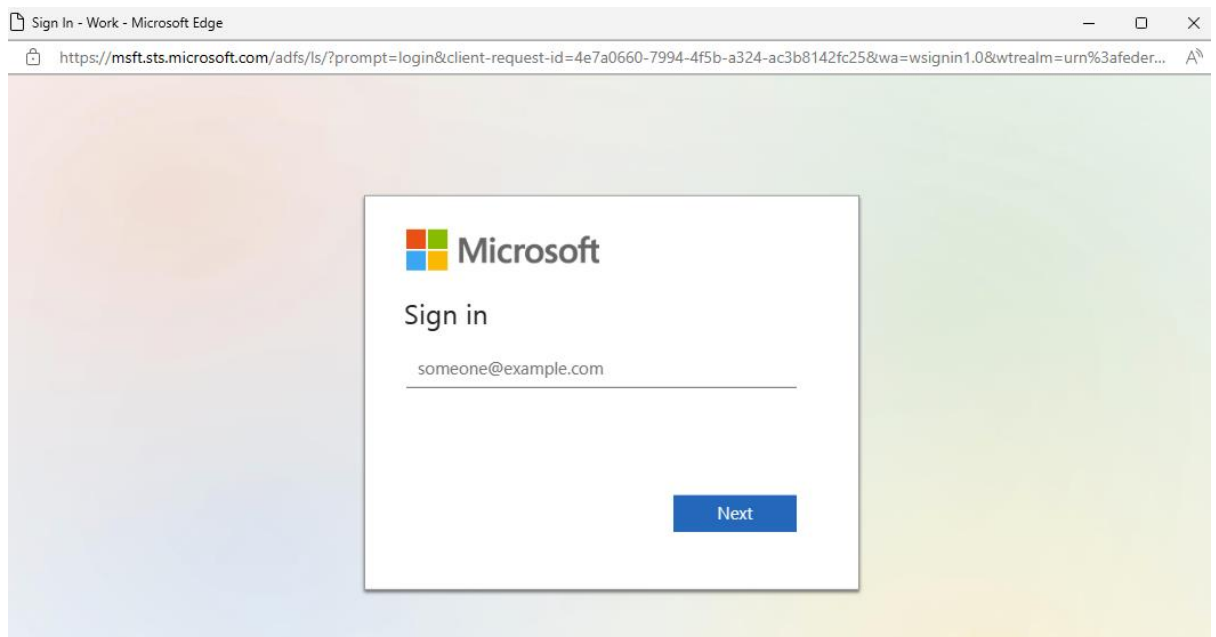 Sign In - Work - Microsoft Edge
https://msft.sts.microsoft.com/adfs/ls/?prompt=login&client-request-id=4e7a0660-7994-4f5b-a324-ac3b8142fc25&wa=wsignin1.0&wtrealm=urn%3afeder...
Microsoft
Sign in
someone@example.com
Next